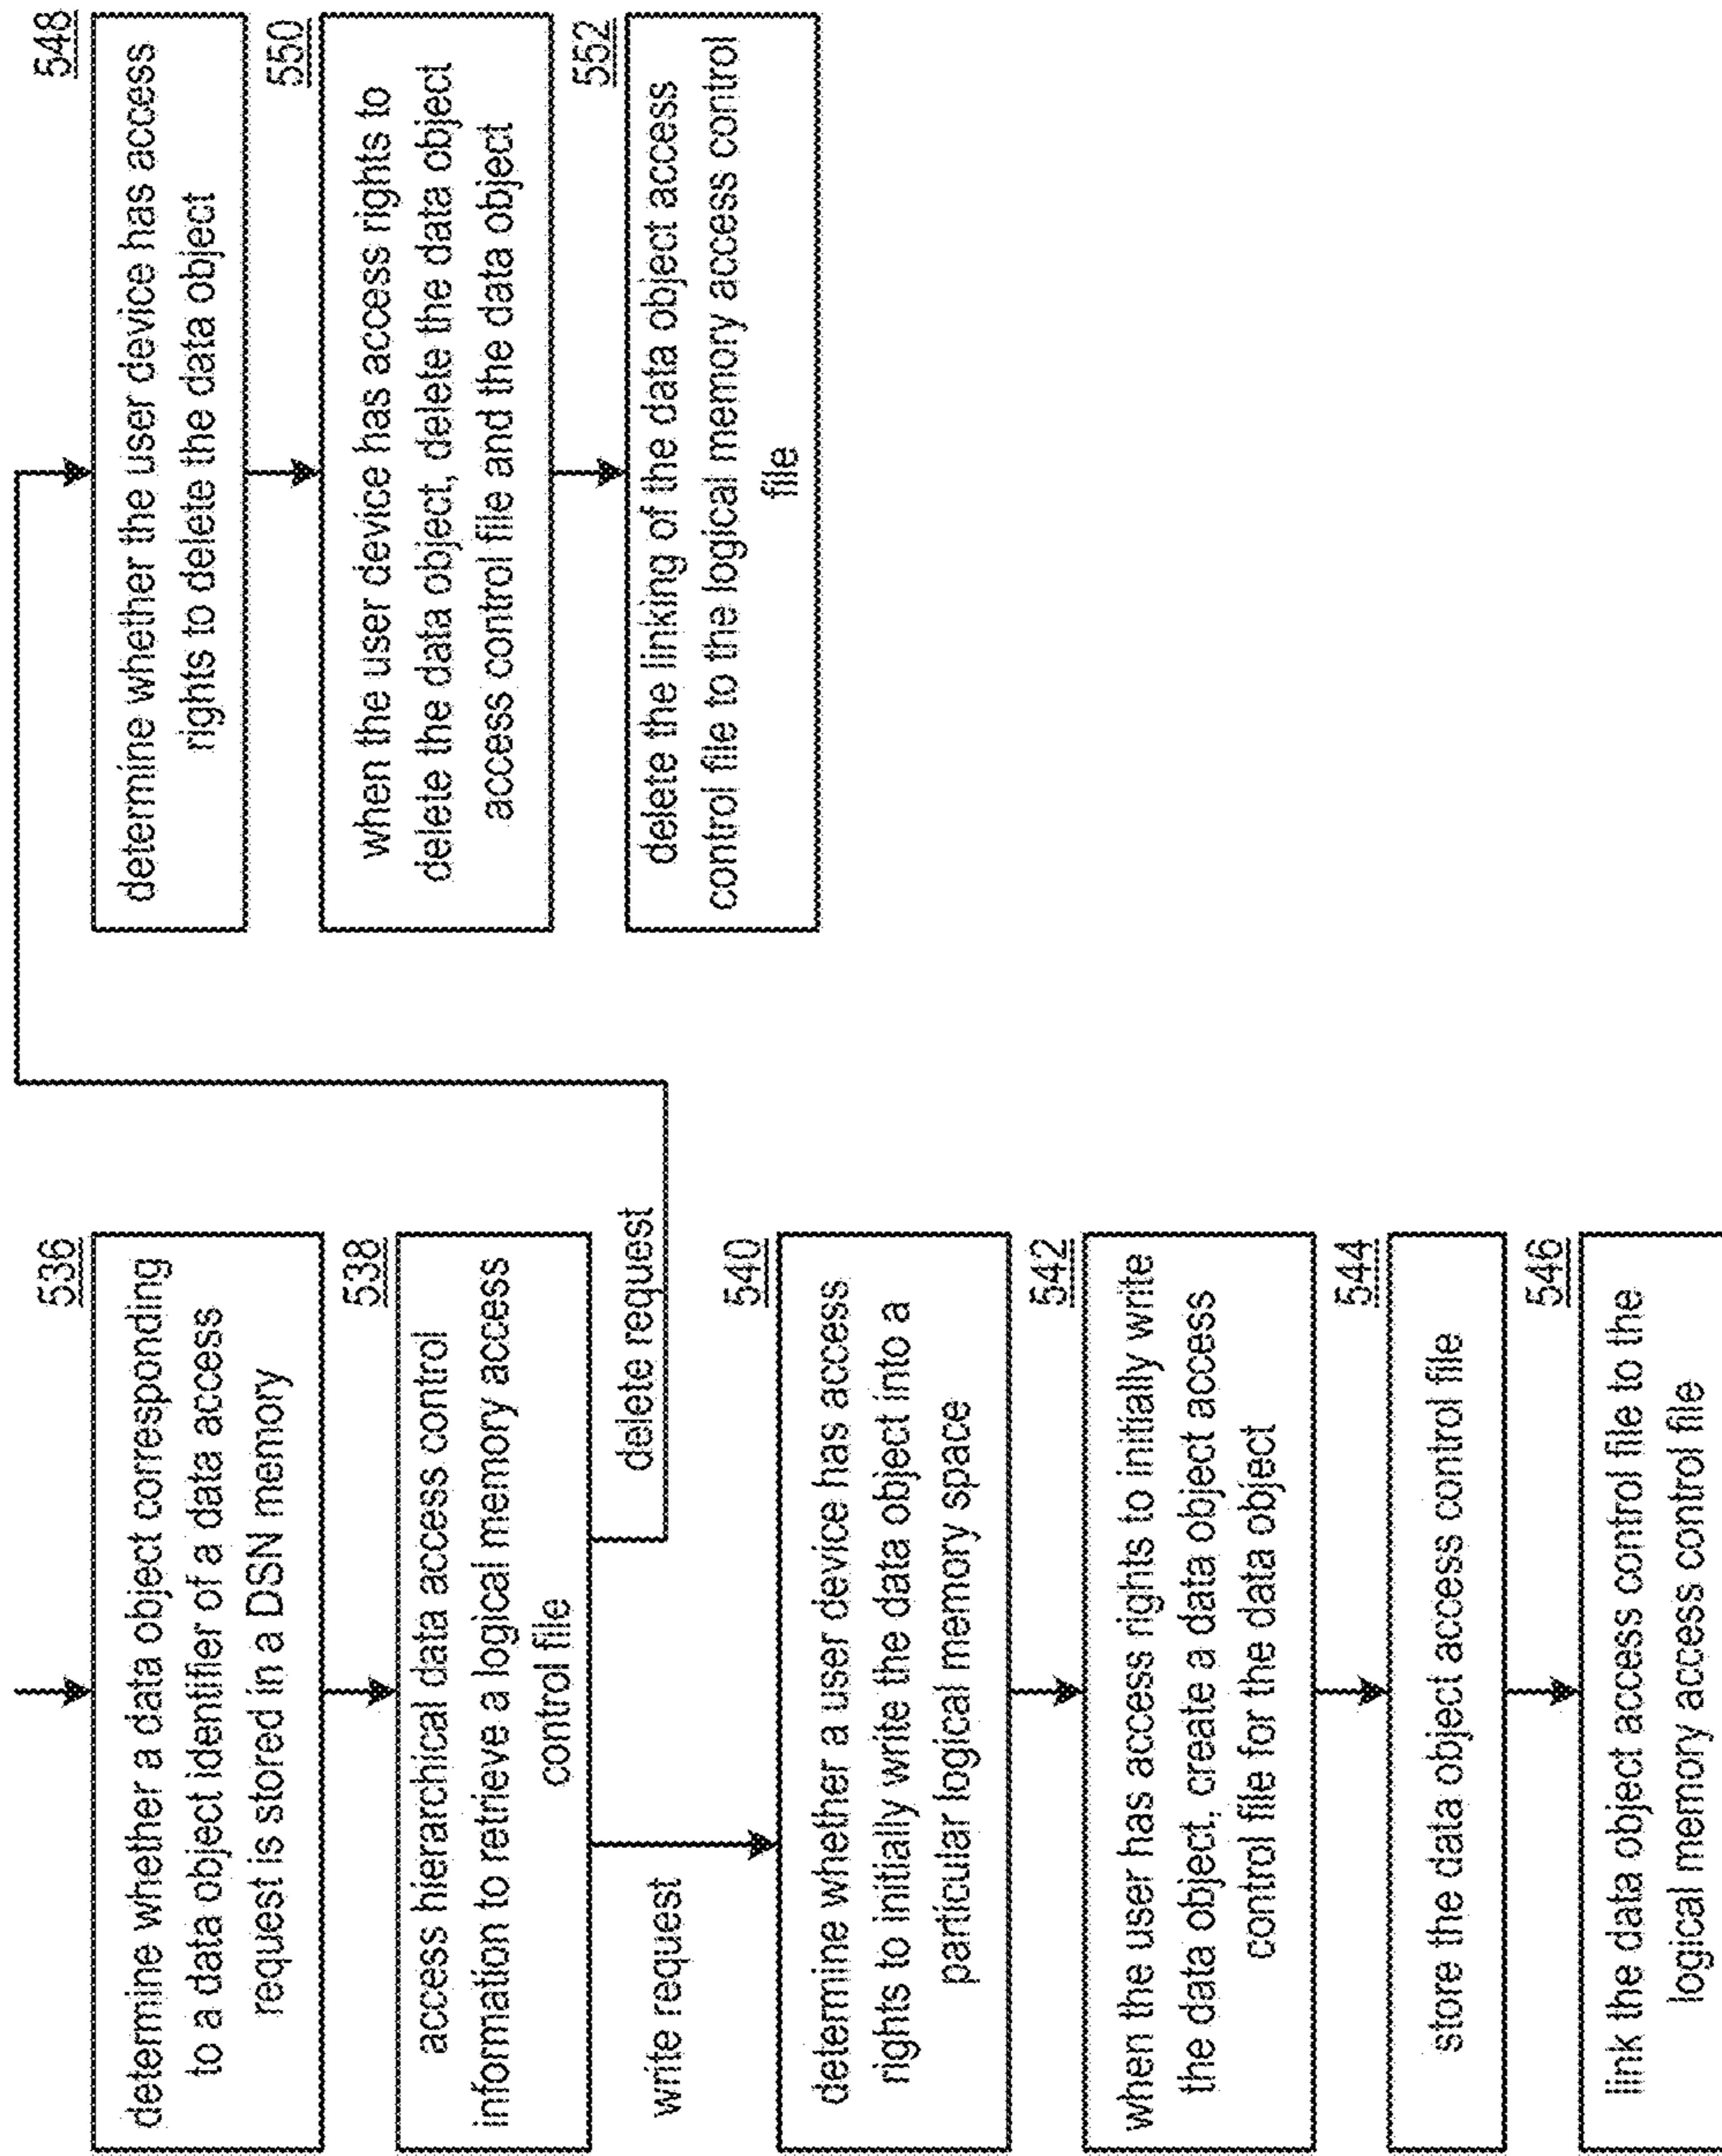 536
determine whether a data object corresponding
to a data object identifier of a data access
request is stored in a DSN memory
538
access hierarchical data access control
information to retrieve a logical memory access
control file
write request
delete request
540
determine whether a user device has access
rights to initially write the data object into a
particular logical memory space
542
when the user has access rights to initially write
the data object, create a data object access
control file for the data object
544
store the data object access control file
546
link the data object access control file to the
logical memory access control file
548
determine whether the user device has access
rights to delete the data object
550
when the user device has access rights to
delete the data object, delete the data object
access control file and the data object
552
delete the linking of the data object access
control file to the logical memory access control
file